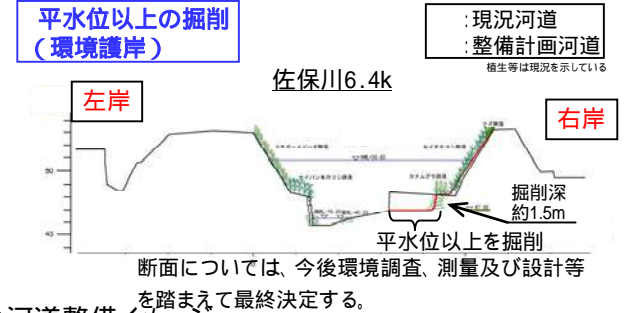 平水位以上の掘削
（環境護岸）
:現況河道
:整備計画河道
植生等は現況を示している
佐保川6.4k
左岸
右岸
掘削深
約1.5m
平水位以上を掘削
断面については、今後環境調査、測量及び設計等
を踏まえて最終決定する。